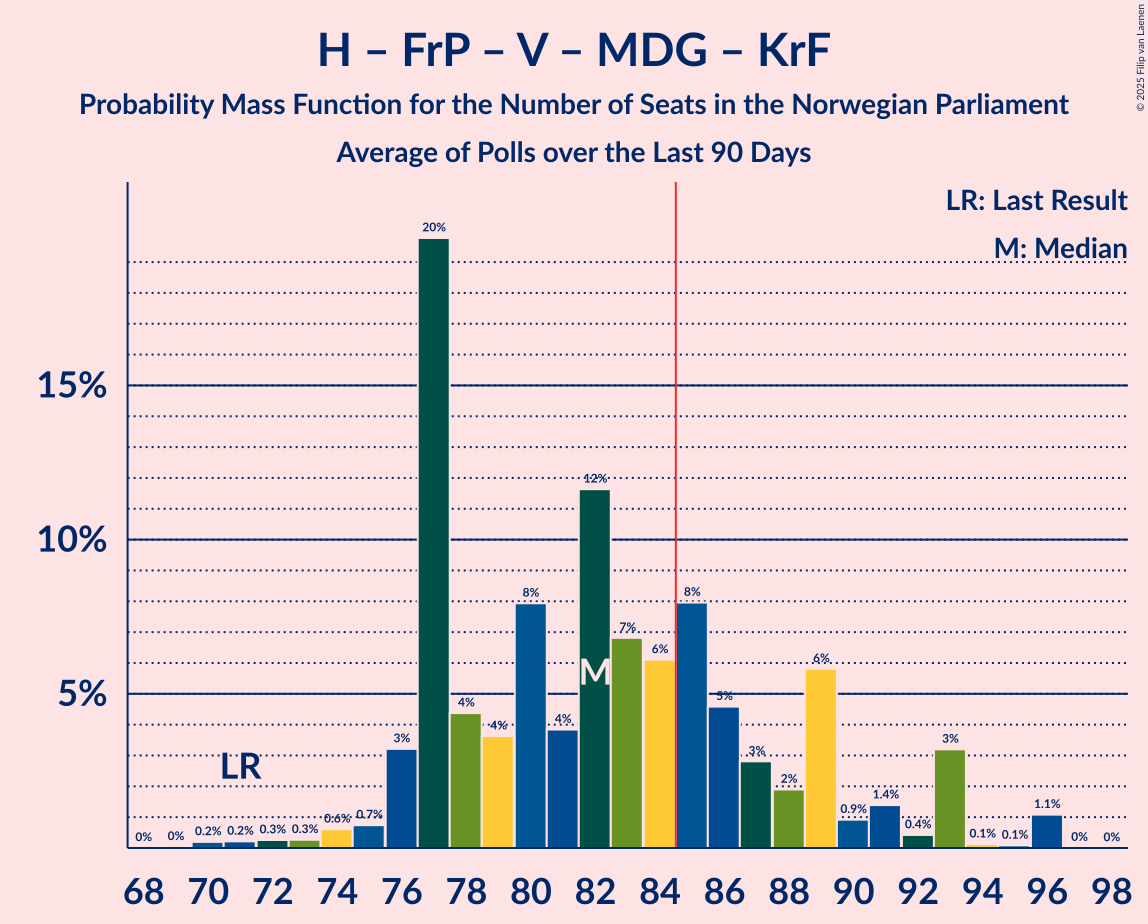 H – FrP – V – MDG – KrF
Probability Mass Function for the Number of Seats in the Norwegian Parliament
Average of Polls over the Last 90 Days
© 2025 Filip van Laenen
LR: Last Result
M: Median
15%
10%
5%
0% 0% 0.2% 0.2% 0.3% 0.3% 0.6% 0.7% 3% 20% 4% 4% 8% 4% 12% 7% 6% 8% 5% 3% 2% 6% 0.9% 1.4% 0.4% 3% 0.1% 0.1% 1.1% 0% 0%
LR
M
68 70 72 74 76 78 80 82 84 86 88 90 92 94 96 98